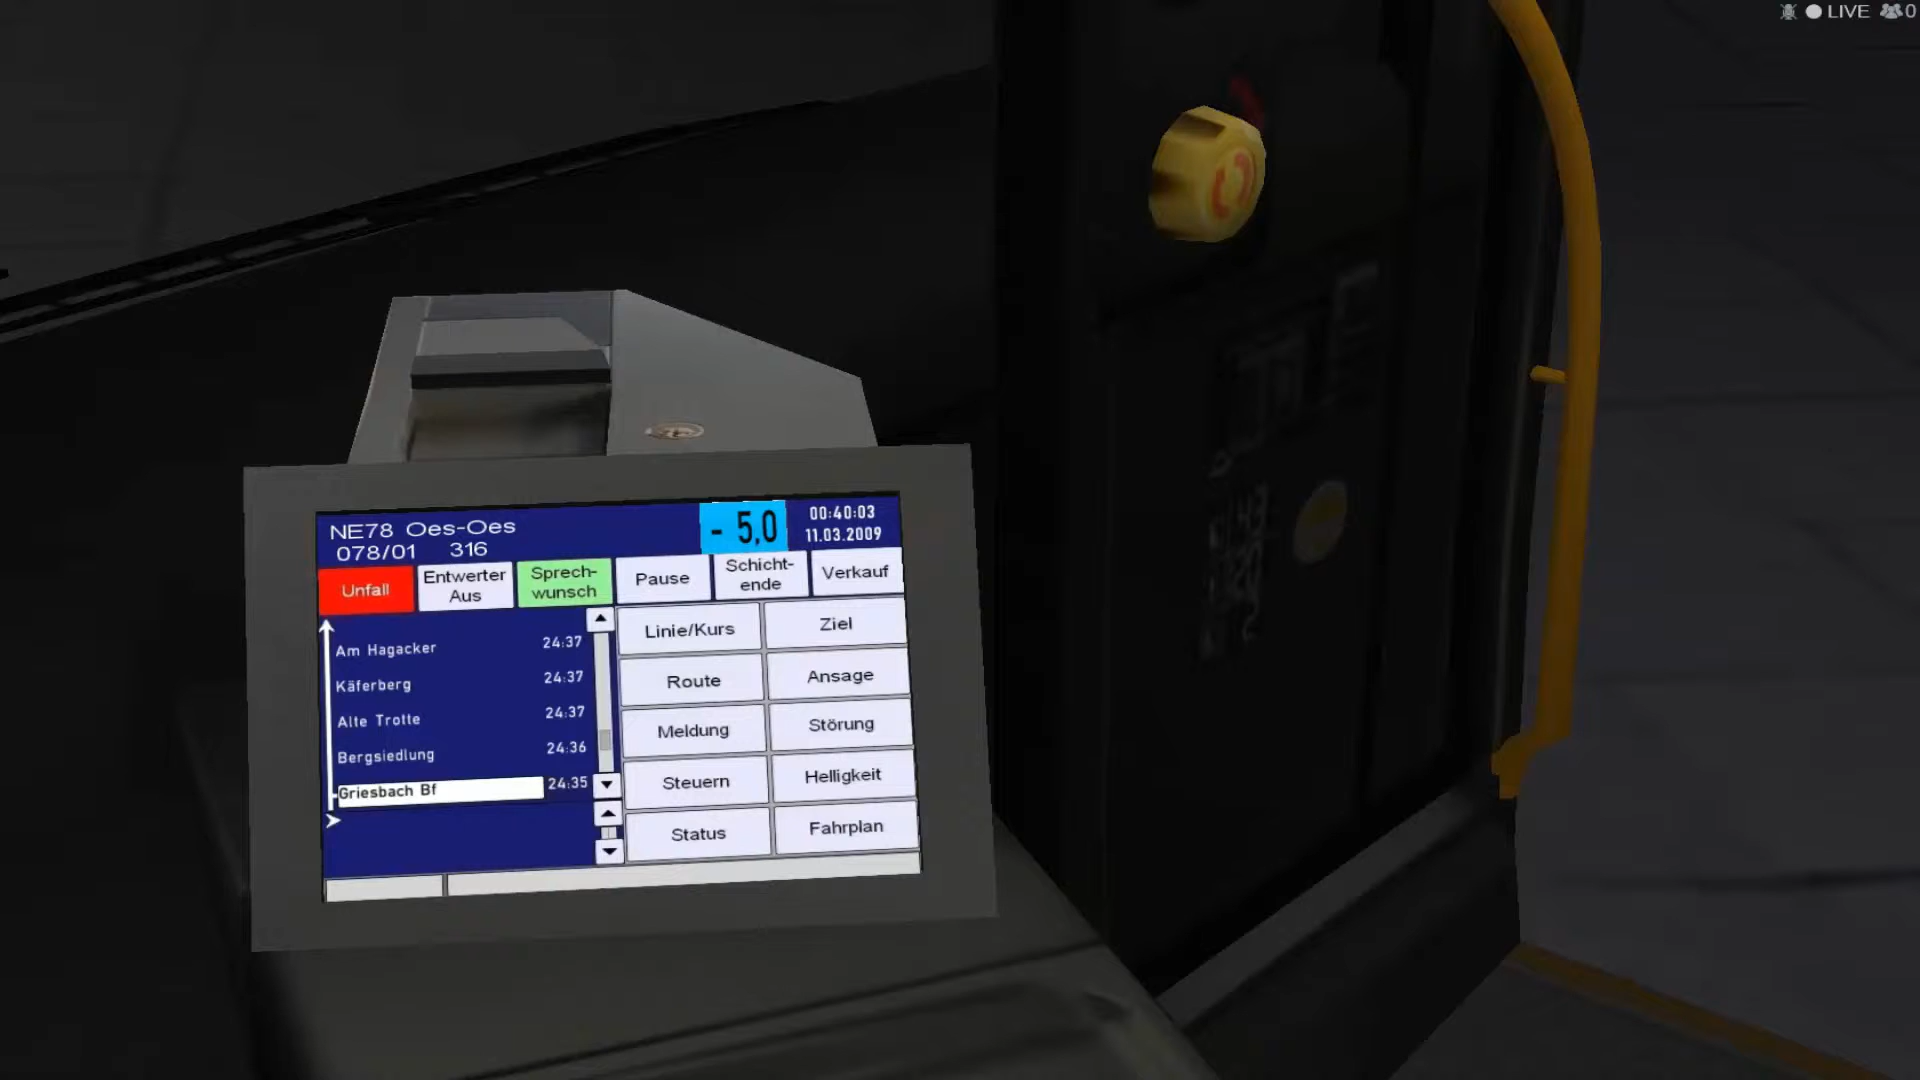 LIVE 0
NE78 Oes-Oes
078/01 316
- 5,0
00:40:03
11.03.2009
Unfall
Entwerter
Aus
Sprech-
wunsch
Pause
Schicht-
ende
Verkauf
Am Hagacker 24:37
Käferberg 24:37
Alte Trotte 24:37
Bergsiedlung 24:36
Griesbach Bf 24:35
Linie/Kurs
Ziel
Route
Ansage
Meldung
Störung
Steuern
Helligkeit
Status
Fahrplan